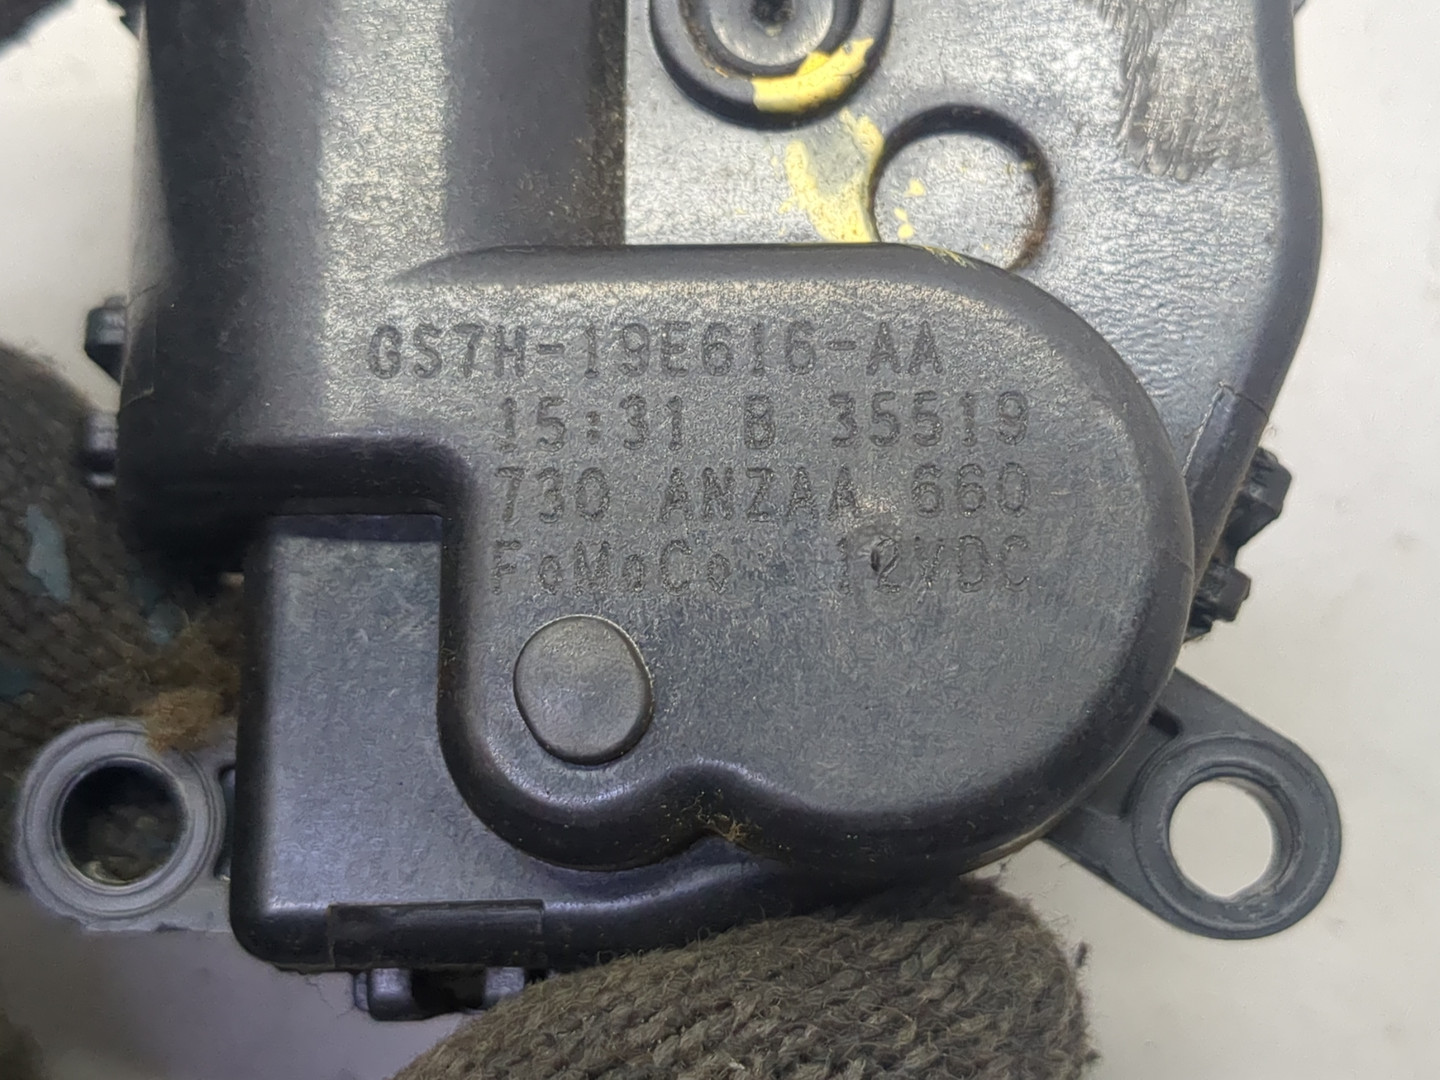 GS7H-19E616-AA
15:31 B 35519
730 ANZAA 660
FoMoCo 12VDC